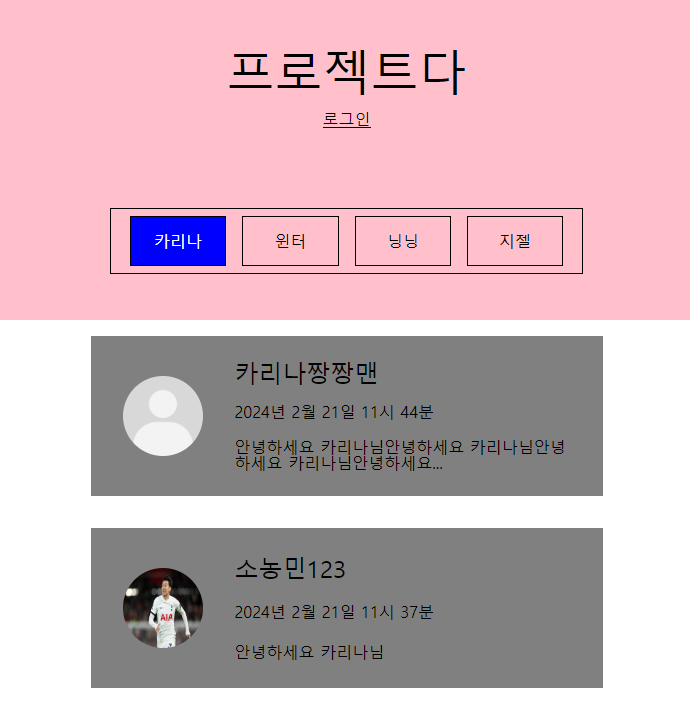 프로젝트다
로그인
카리나 윈터 닝닝 지젤
카리나짱짱맨
2024년 2월 21일 11시 44분
안녕하세요 카리나님안녕하세요 카리나님안녕
하세요 카리나님안녕하세요...
소농민123
2024년 2월 21일 11시 37분
AIA
안녕하세요 카리나님